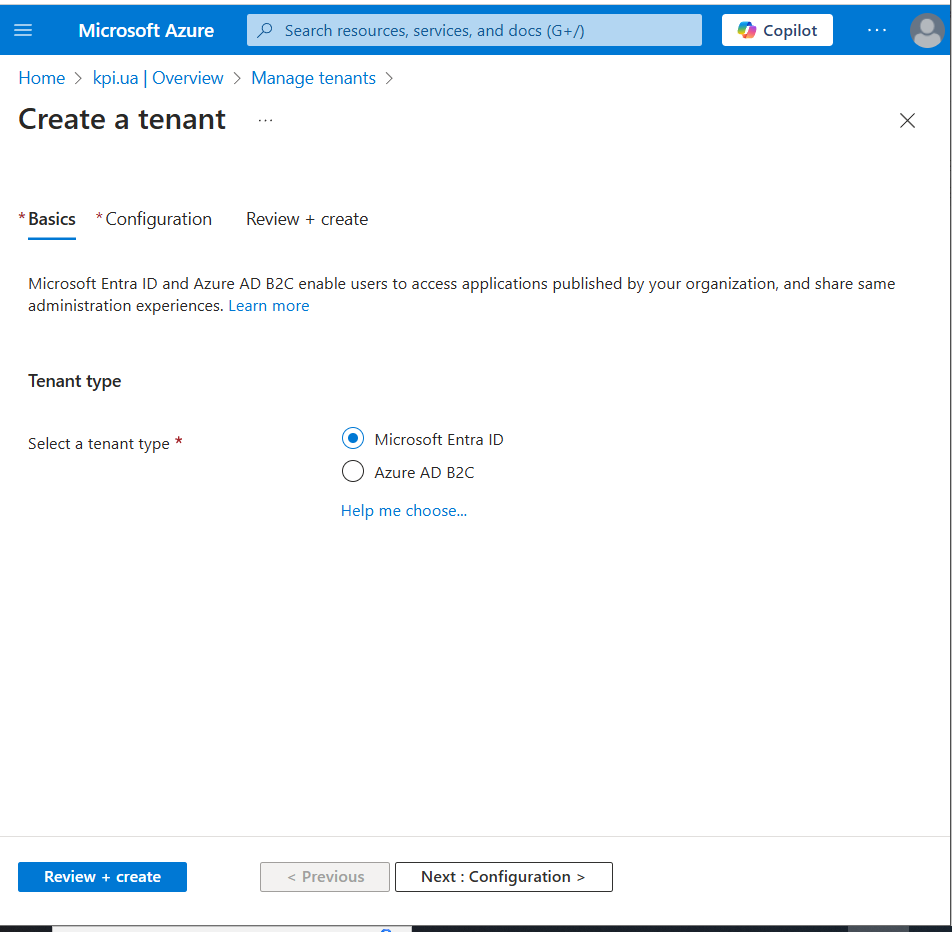 Microsoft Azure
Search resources, services, and docs (G+/)
Copilot
...
Home > kpi.ua | Overview > Manage tenants >
Create a tenant ...
* Basics * Configuration Review + create
Microsoft Entra ID and Azure AD B2C enable users to access applications published by your organization, and share same
administration experiences. Learn more
Tenant type
Select a tenant type *
Microsoft Entra ID
Azure AD B2C
Help me choose...
Review + create
< Previous
Next : Configuration >